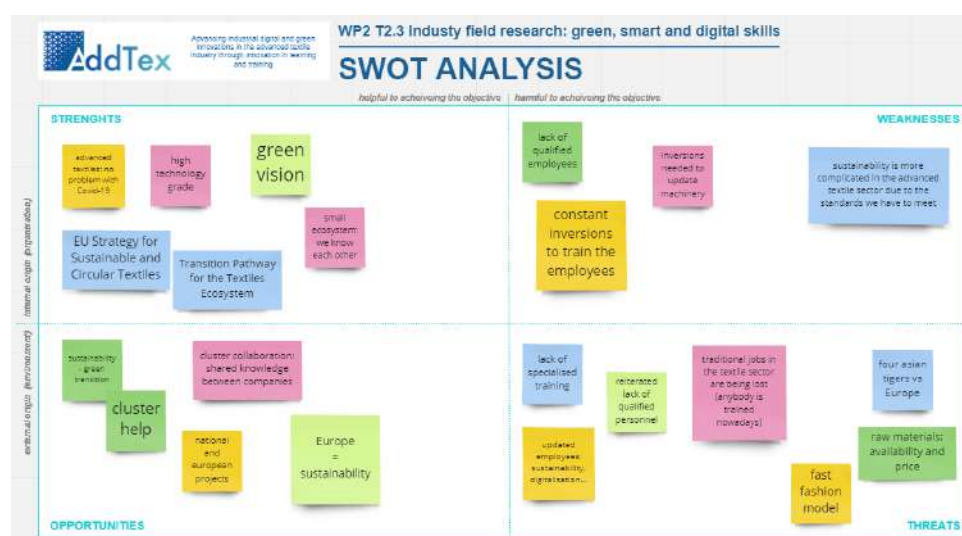 AddTex
Advancing industrial digital and green
innovations in the advanced textile
industry through innovation in learning
and training
WP2 T2.3 Industy field research: green, smart and digital skills
SWOT ANALYSIS
helpful to acheiveing the objective
harmful to acheiveing the objective
STRENGHTS
WEAKNESSES
internal origin (organization)
advanced
textiles: no
problem with
Covid-19
high
technology
grade
green
vision
small
ecosystem:
we know
each other
EU Strategy for
Sustainable and
Circular Textiles
Transition Pathway
for the Textiles
Ecosystem
lack of
qualified
employees
inversions
needed to
update
machinery
sustainability is more
complicated in the advanced
textile sector due to the
standards we have to meet
constant
inversions
to train the
employees
external origin (environment)
sustainability
- green
transition
cluster
help
cluster collaboration:
shared knowledge
between companies
national
and
european
projects
Europe
=
sustainability
lack of
specialised
training
reiterated
lack of
qualified
personnel
traditional jobs in
the textile sector
are being lost
(anybody is
trained
nowadays)
four asian
tigers vs
Europe
updated
employees:
sustainability,
digitalisation...
fast
fashion
model
raw materials:
availability and
price
OPPORTUNITIES
THREATS